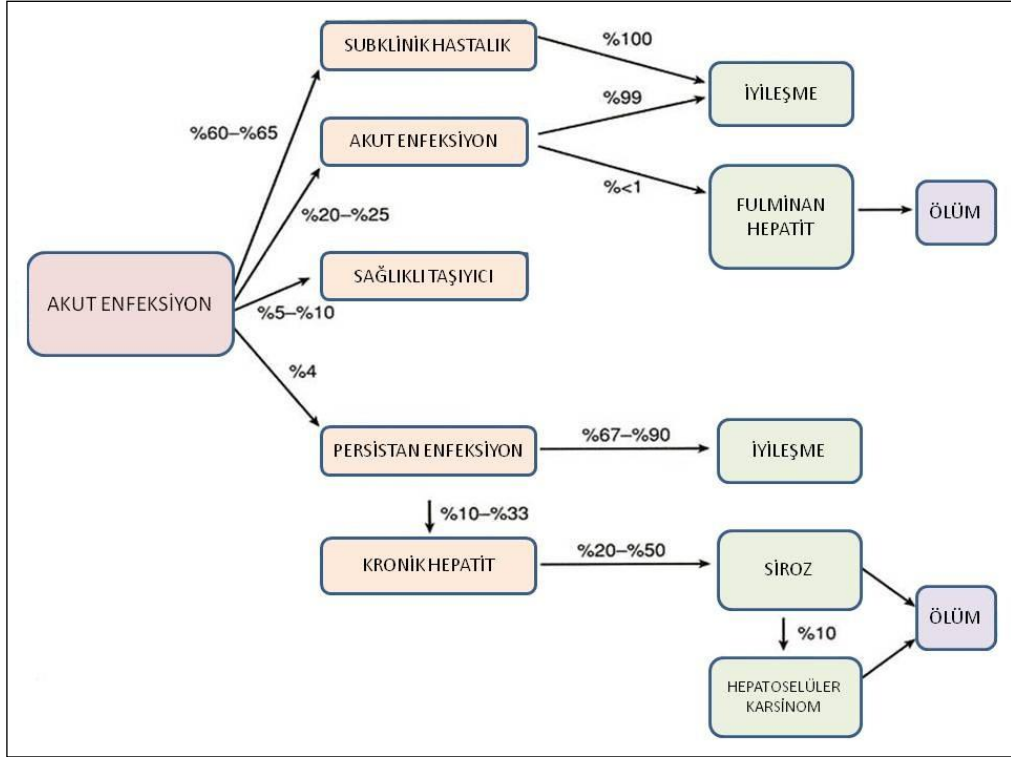 SUBKLİNİK HASTALIK
%100
İYİLEŞME
%99
%60–%65
AKUT ENFEKSİYON
%<1
FULMİNAN
HEPATİT
ÖLÜM
%20–%25
SAĞLIKLI TAŞIYICI
AKUT ENFEKSİYON
%5–%10
%4
PERSİSTAN ENFEKSİYON
%67–%90
İYİLEŞME
%10–%33
KRONİK HEPATİT
%20–%50
SİROZ
ÖLÜM
%10
HEPATOSELÜLER
KARSİNOM